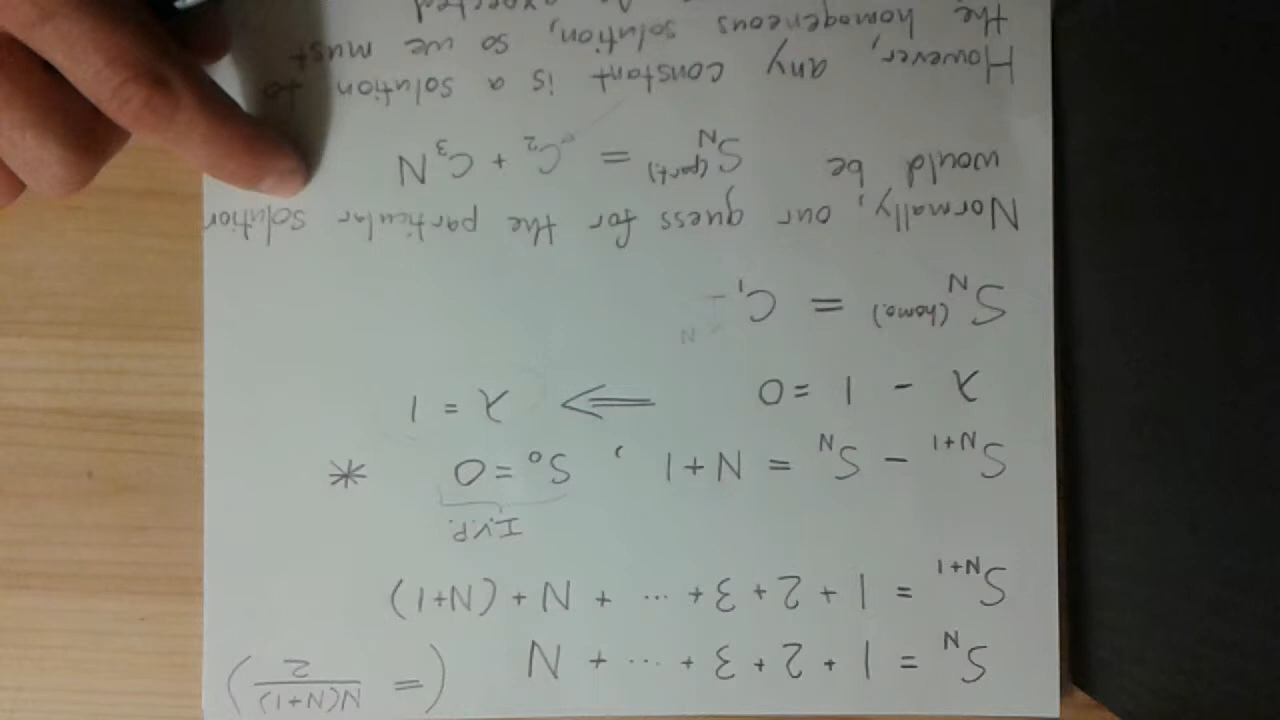 S_N = 1 + 2 + 3 + ... + N (= N(N+1)/2)
S_{N+1} = 1 + 2 + 3 + ... + N + (N+1)
I.V.P.
S_{N+1} - S_N = N+1 , S_0 = 0 *
λ - 1 = 0 ⟹ λ = 1
S_N^{(homo.)} = C_1
Normally, our guess for the particular solution
would be S_N^{(part.)} = C_2 + C_3 N
However, any constant is a solution to
the homogeneous solution, so we must
expected